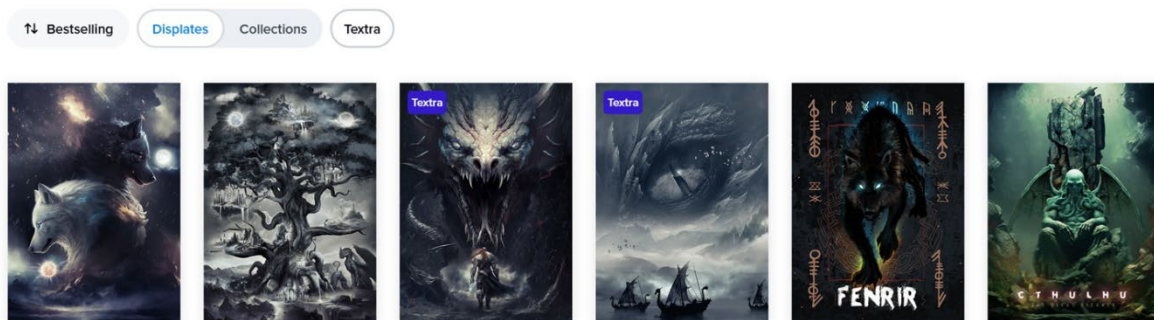 Bestselling
Displates
Collections
Textra
Textra
Textra
FENRIR
CTHULHU